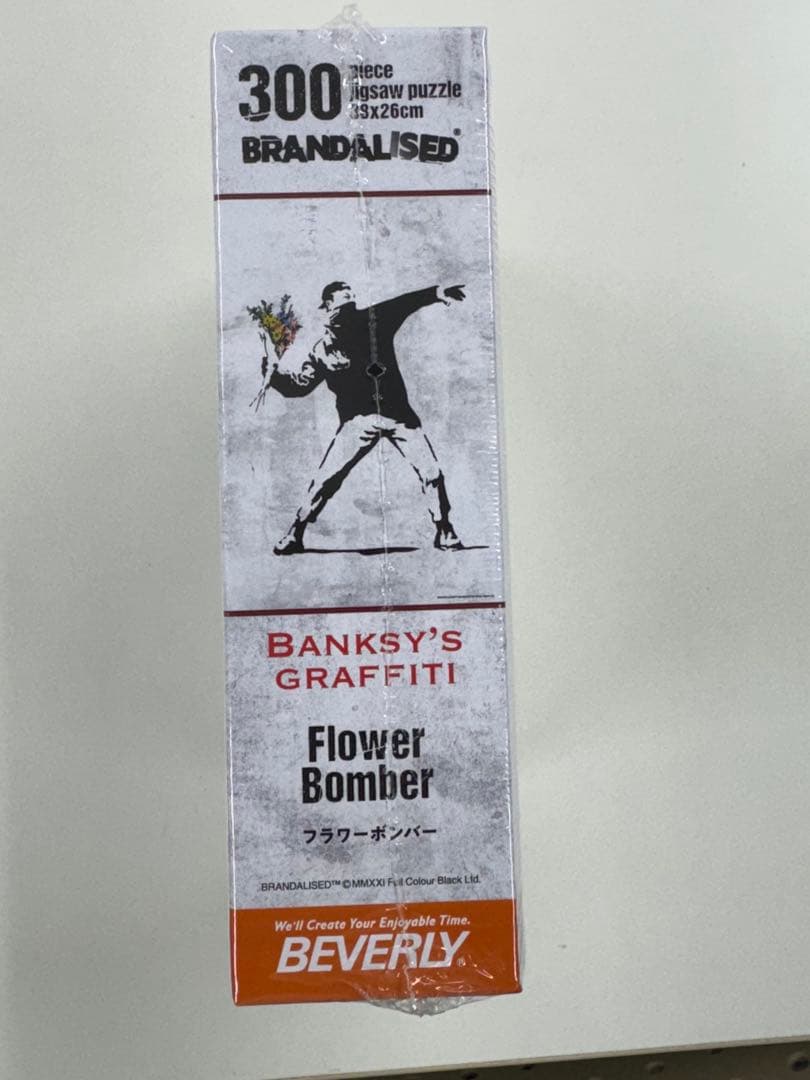 300 piece
jigsaw puzzle
38x26cm
BRANDALISED®
BANKSY'S
GRAFFITI
Flower
Bomber
フラワーボンバー
BRANDALISED™ ©MMXXI Full Colour Black Ltd.
We'll Create Your Enjoyable Time.
BEVERLY®